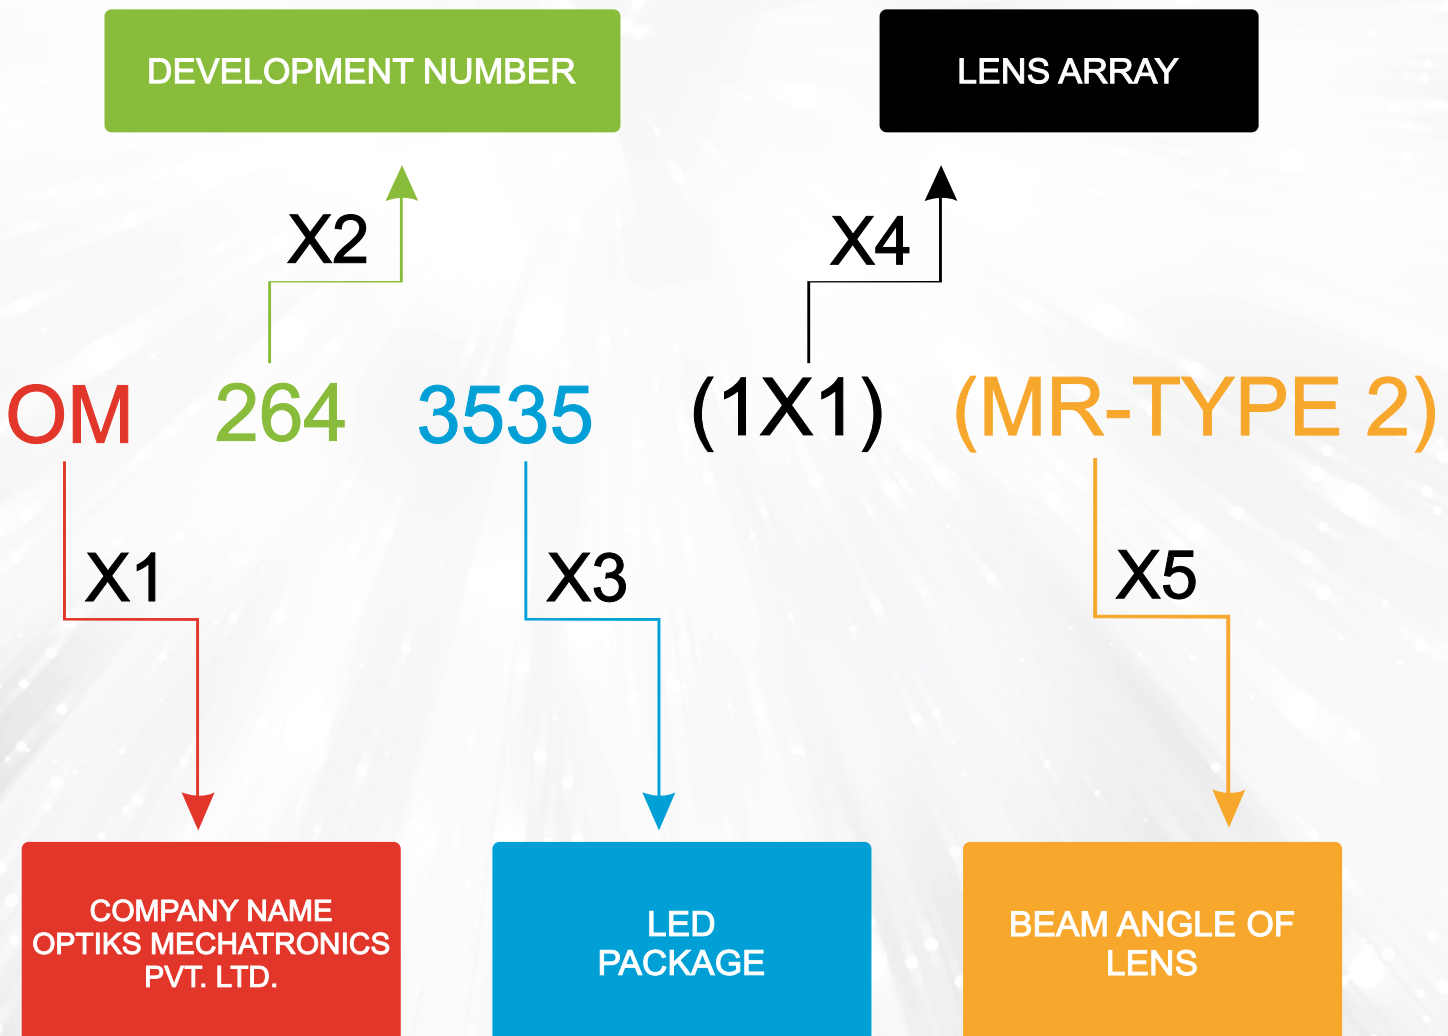 DEVELOPMENT NUMBER
LENS ARRAY
X2
X4
OM 264 3535 (1X1) (MR-TYPE 2)
X1
X3
X5
COMPANY NAME
OPTIKS MECHATRONICS
PVT. LTD.
LED
PACKAGE
BEAM ANGLE OF
LENS